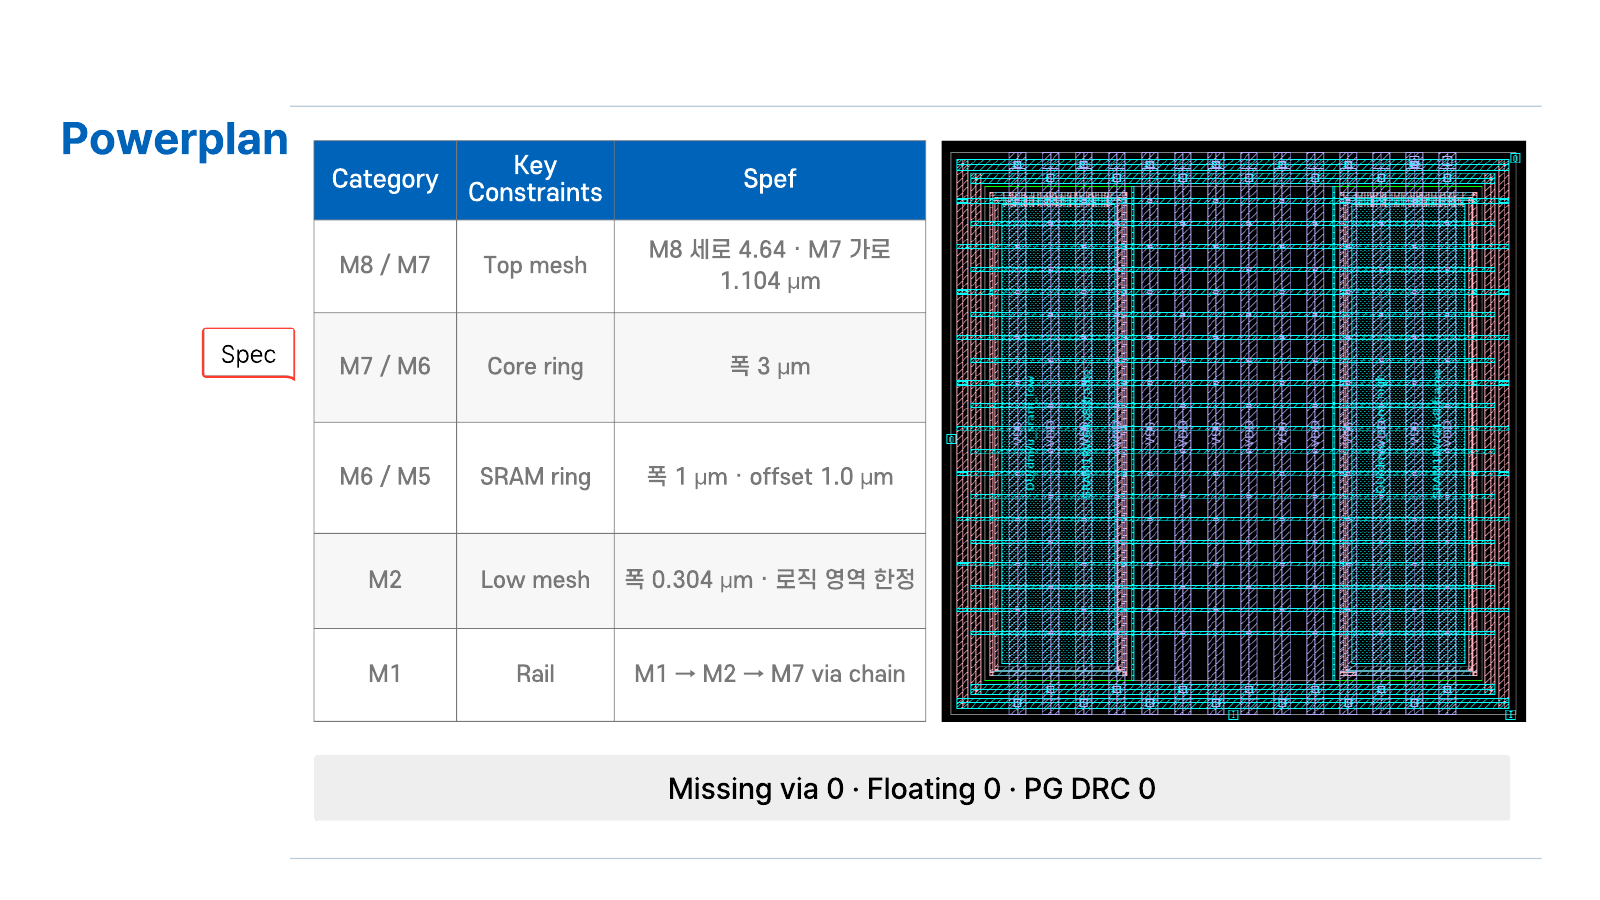 Powerplan
Category
Key
Constraints
Spef
M8 / M7
Top mesh
M8 세로 4.64 · M7 가로
1.104 μm
Spec
M7 / M6
Core ring
폭 3 μm
M6 / M5
SRAM ring
폭 1 μm · offset 1.0 μm
M2
Low mesh
폭 0.304 μm · 로직 영역 한정
M1
Rail
M1 → M2 → M7 via chain
Missing via 0 · Floating 0 · PG DRC 0